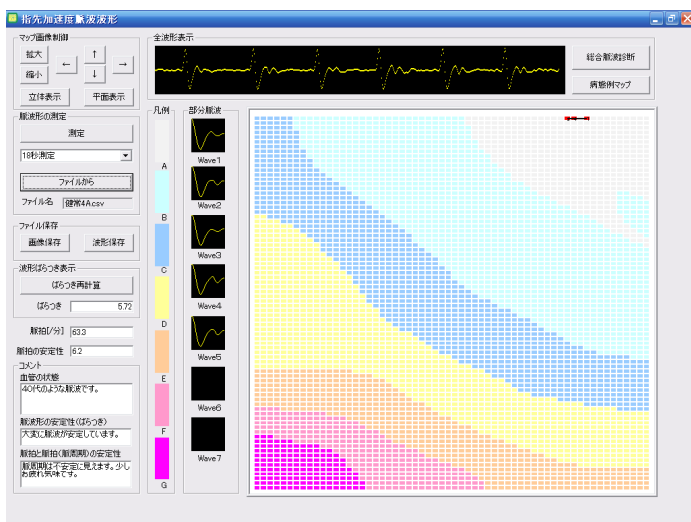 指先加速度脈波波形
マップ画像制御
拡大
↑
←
→
縮小
↓
立体表示
平面表示
脈波形の測定
測定
18秒測定
ファイルから
ファイル名
健常4A.csv
ファイル保存
画像保存
波形保存
波形ばらつき表示
ばらつき再計算
ばらつき
5.72
脈拍[/分]
63.3
脈拍の安定性
6.2
コメント
血管の状態
40代のような脈波です。
脈波形の安定性(ばらつき)
大変に脈波が安定しています。
脈拍と脈拍(脈周期)の安定性
脈周期は不安定に見えます。少し
お疲れ気味です。
全波形表示
総合脈波診断
病態例マップ
凡例
A
B
C
D
E
F
G
部分脈波
Wave1
Wave2
Wave3
Wave4
Wave5
Wave6
Wave7